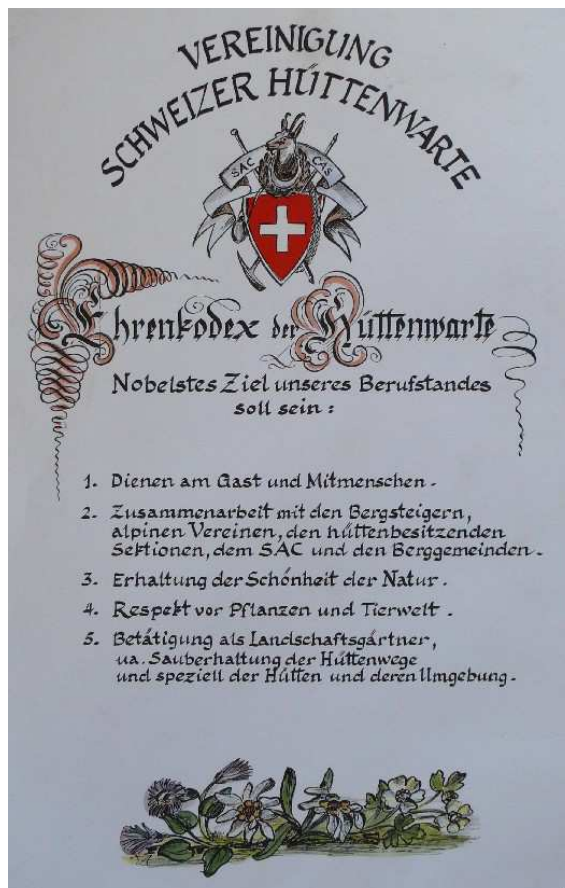 VEREINIGUNG
SCHWEIZER HÜTTENWARTE
SAC CAS
Ehrenkodex der Hüttenwarte
Nobelstes Ziel unseres Berufstandes
soll sein:
1. Dienen am Gast und Mitmenschen.
2. Zusammenarbeit mit den Bergsteigern,
alpinen Vereinen, den hüttenbesitzenden
Sektionen, dem SAC und den Berggemeinden.
3. Erhaltung der Schönheit der Natur.
4. Respekt vor Pflanzen und Tierwelt.
5. Betätigung als Landschaftsgärtner,
ua. Sauberhaltung der Hüttenwege
und speziell der Hütten und deren Umgebung.